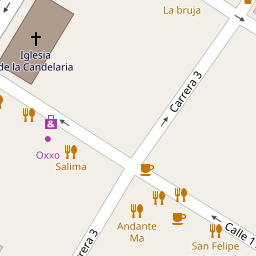 La bruja
Iglesia
de la Candelaria
Carrera 3
Oxxo
Salima
Andante
Ma
Calle 1
San Felipe
Carrera 3